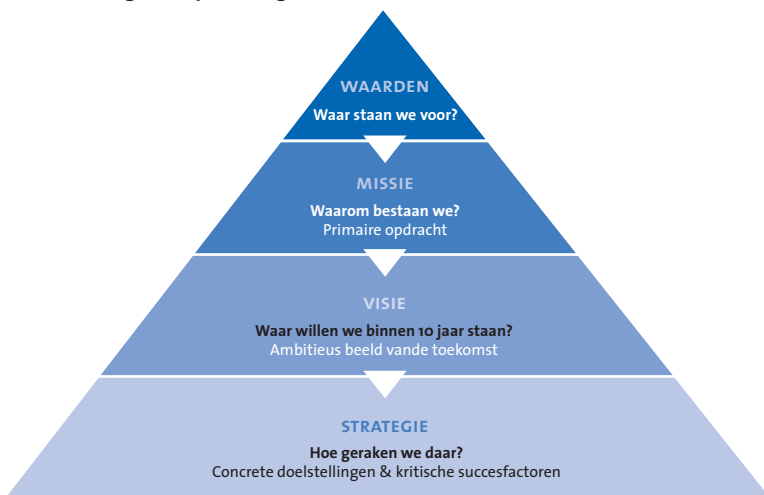 WAARDEN
Waar staan we voor?
MISSIE
Waarom bestaan we?
Primaire opdracht
VISIE
Waar willen we binnen 10 jaar staan?
Ambitieus beeld vande toekomst
STRATEGIE
Hoe geraken we daar?
Concrete doelstellingen & kritische succesfactoren